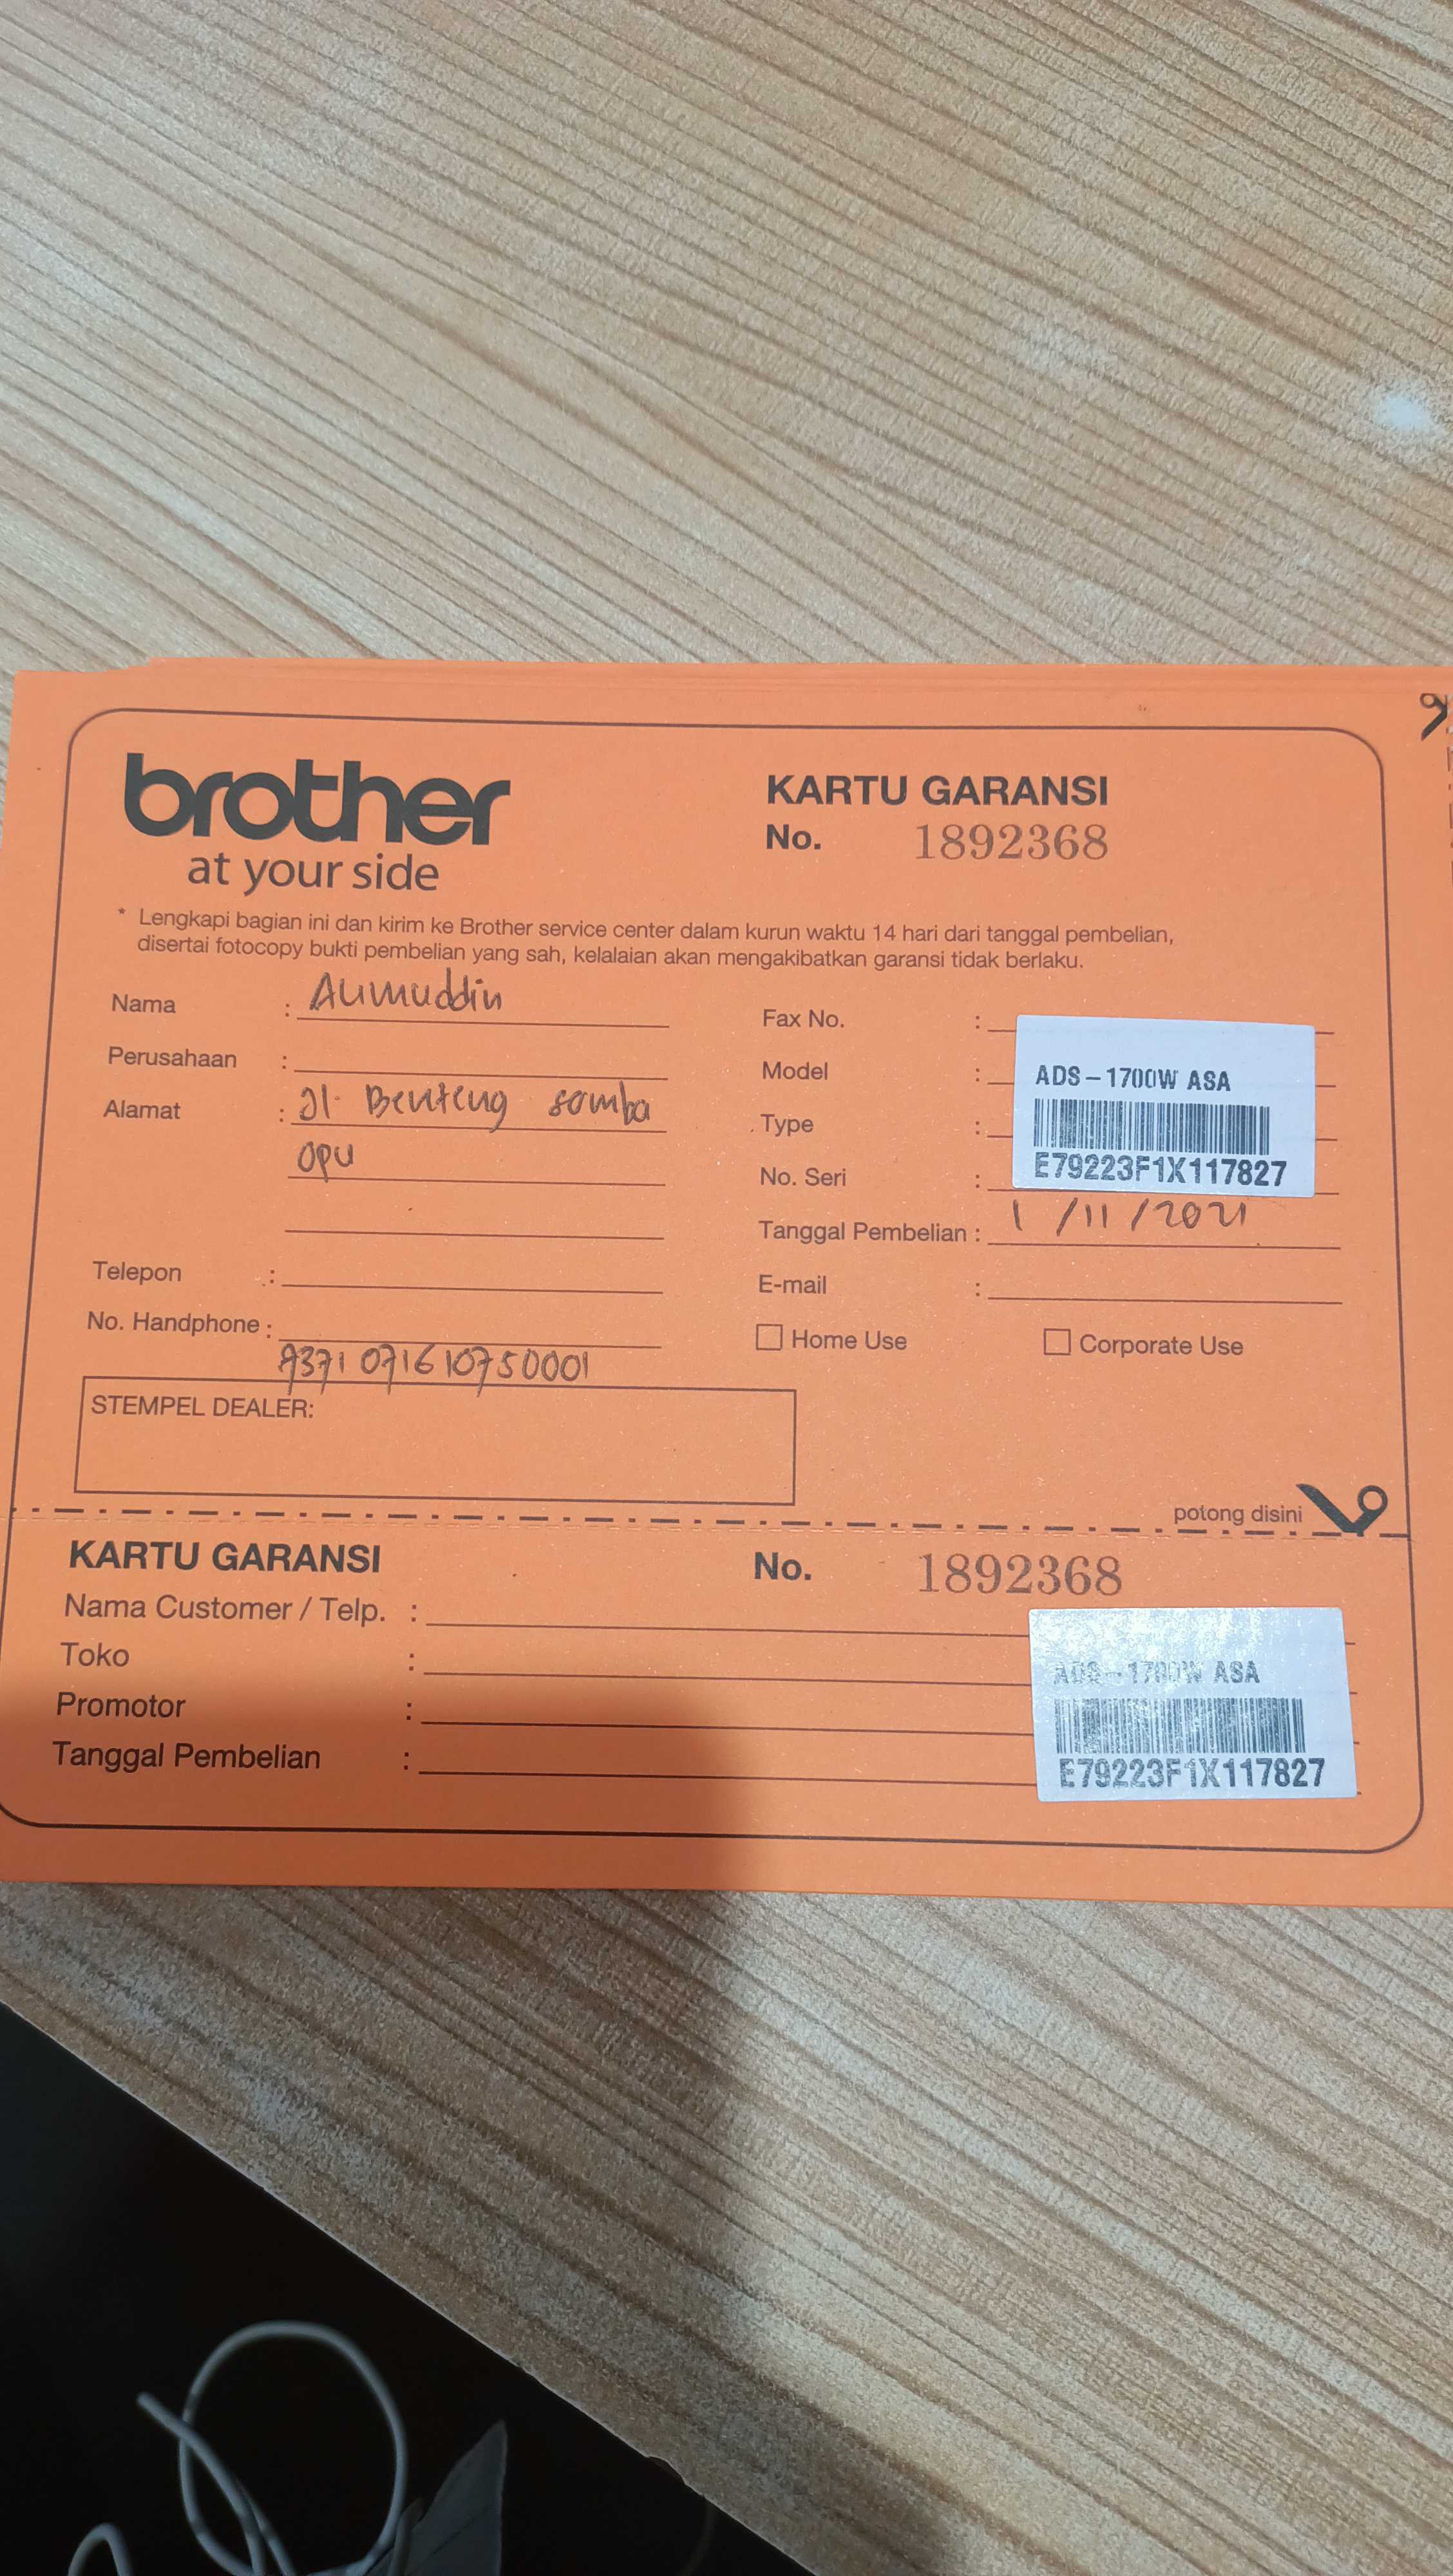 brother
at your side
KARTU GARANSI
No. 1892368
* Lengkapi bagian ini dan kirim ke Brother service center dalam kurun waktu 14 hari dari tanggal pembelian,
disertai fotocopy bukti pembelian yang sah, kelalaian akan mengakibatkan garansi tidak berlaku.
Nama : Alimuddin
Perusahaan :
Alamat : Jl. Benteng somba
opu
Telepon :
No. Handphone :
7371071610750001
Fax No. :
Model :
Type :
No. Seri :
ADS-1700W ASA
E79223F1X117827
Tanggal Pembelian : 1/11/2021
E-mail :
Home Use Corporate Use
STEMPEL DEALER:
potong disini
KARTU GARANSI No. 1892368
Nama Customer / Telp. :
Toko :
Promotor :
Tanggal Pembelian :
ADS-1700W ASA
E79223F1X117827